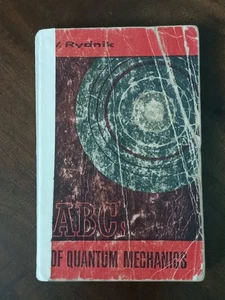 V. Rydnik
ABC's
OF QUANTUM MECHANICS